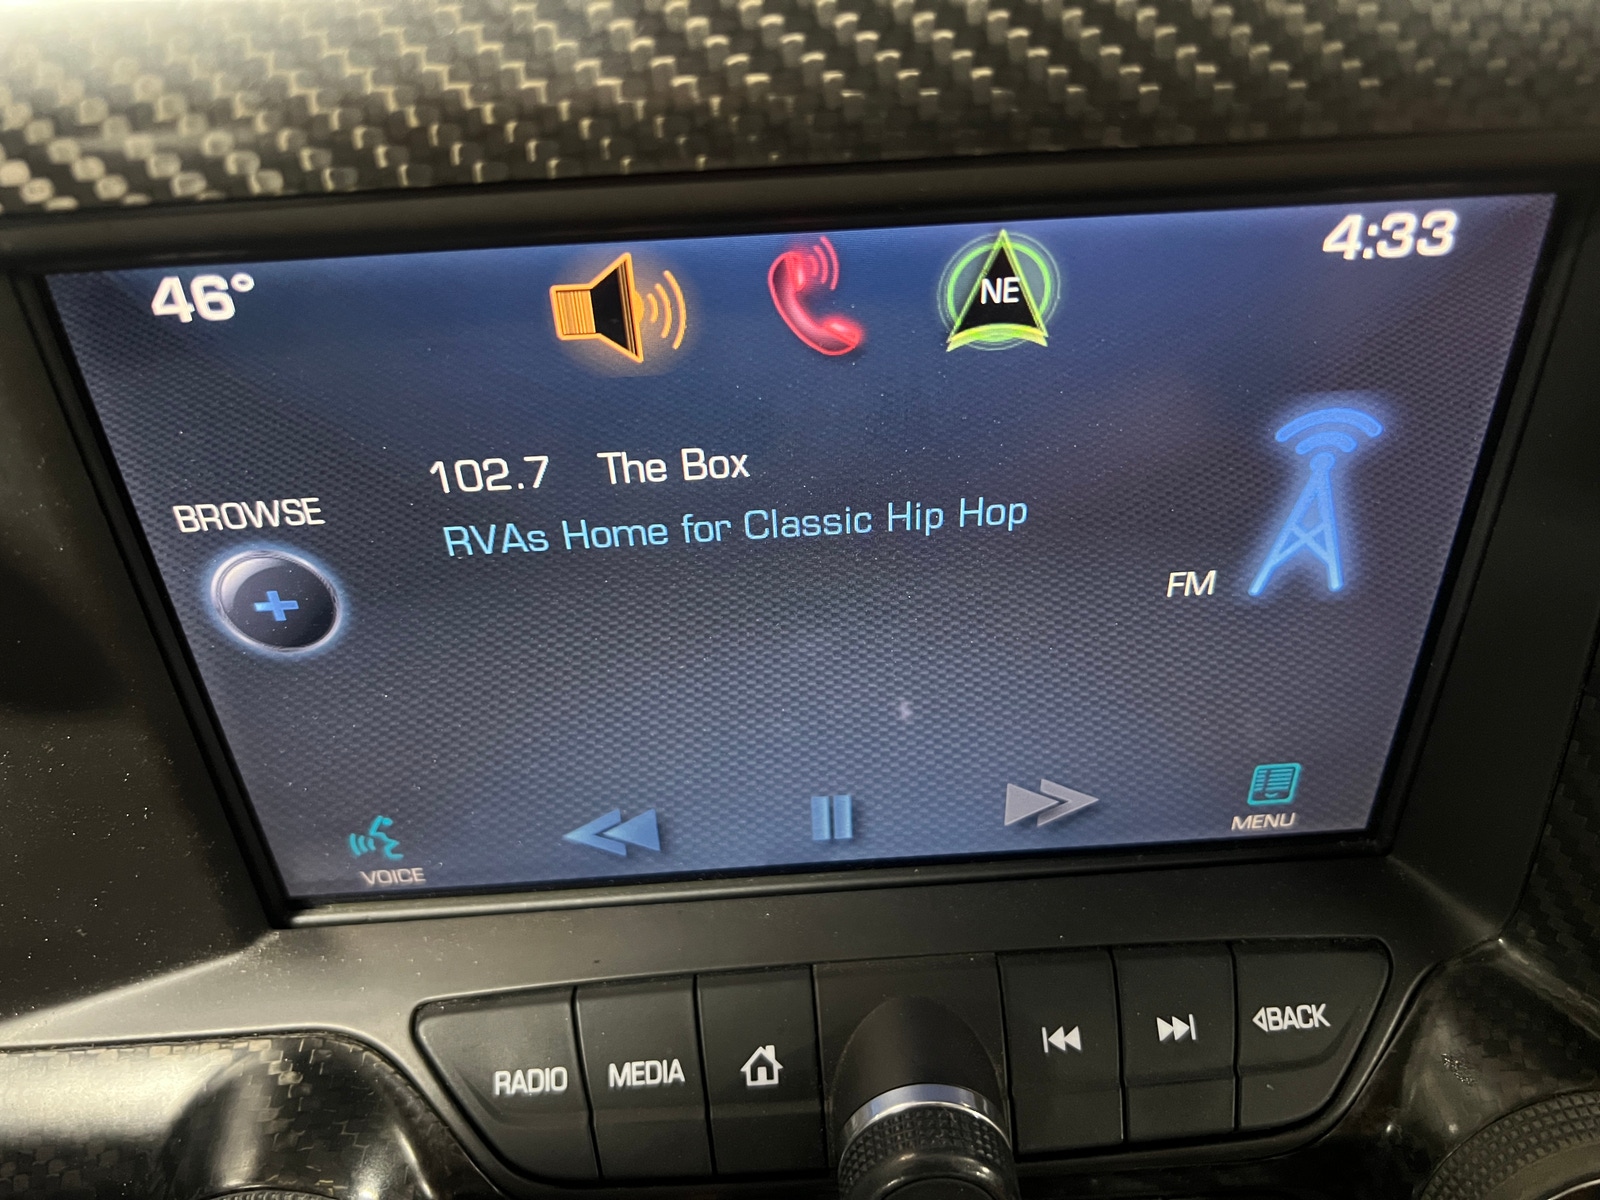 46°
4:33
NE
102.7 The Box
RVAs Home for Classic Hip Hop
BROWSE
FM
VOICE
MENU
RADIO
MEDIA
BACK